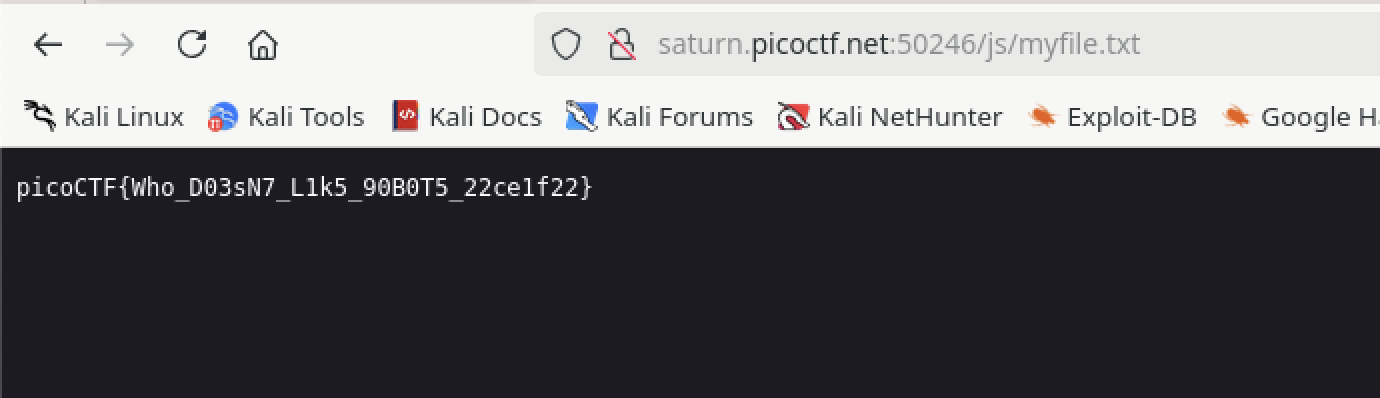 saturn.picoctf.net:50246/js/myfile.txt
Kali Linux Kali Tools Kali Docs Kali Forums Kali NetHunter Exploit-DB Google H
picoCTF{Who_D03sN7_L1k5_90B0T5_22ce1f22}